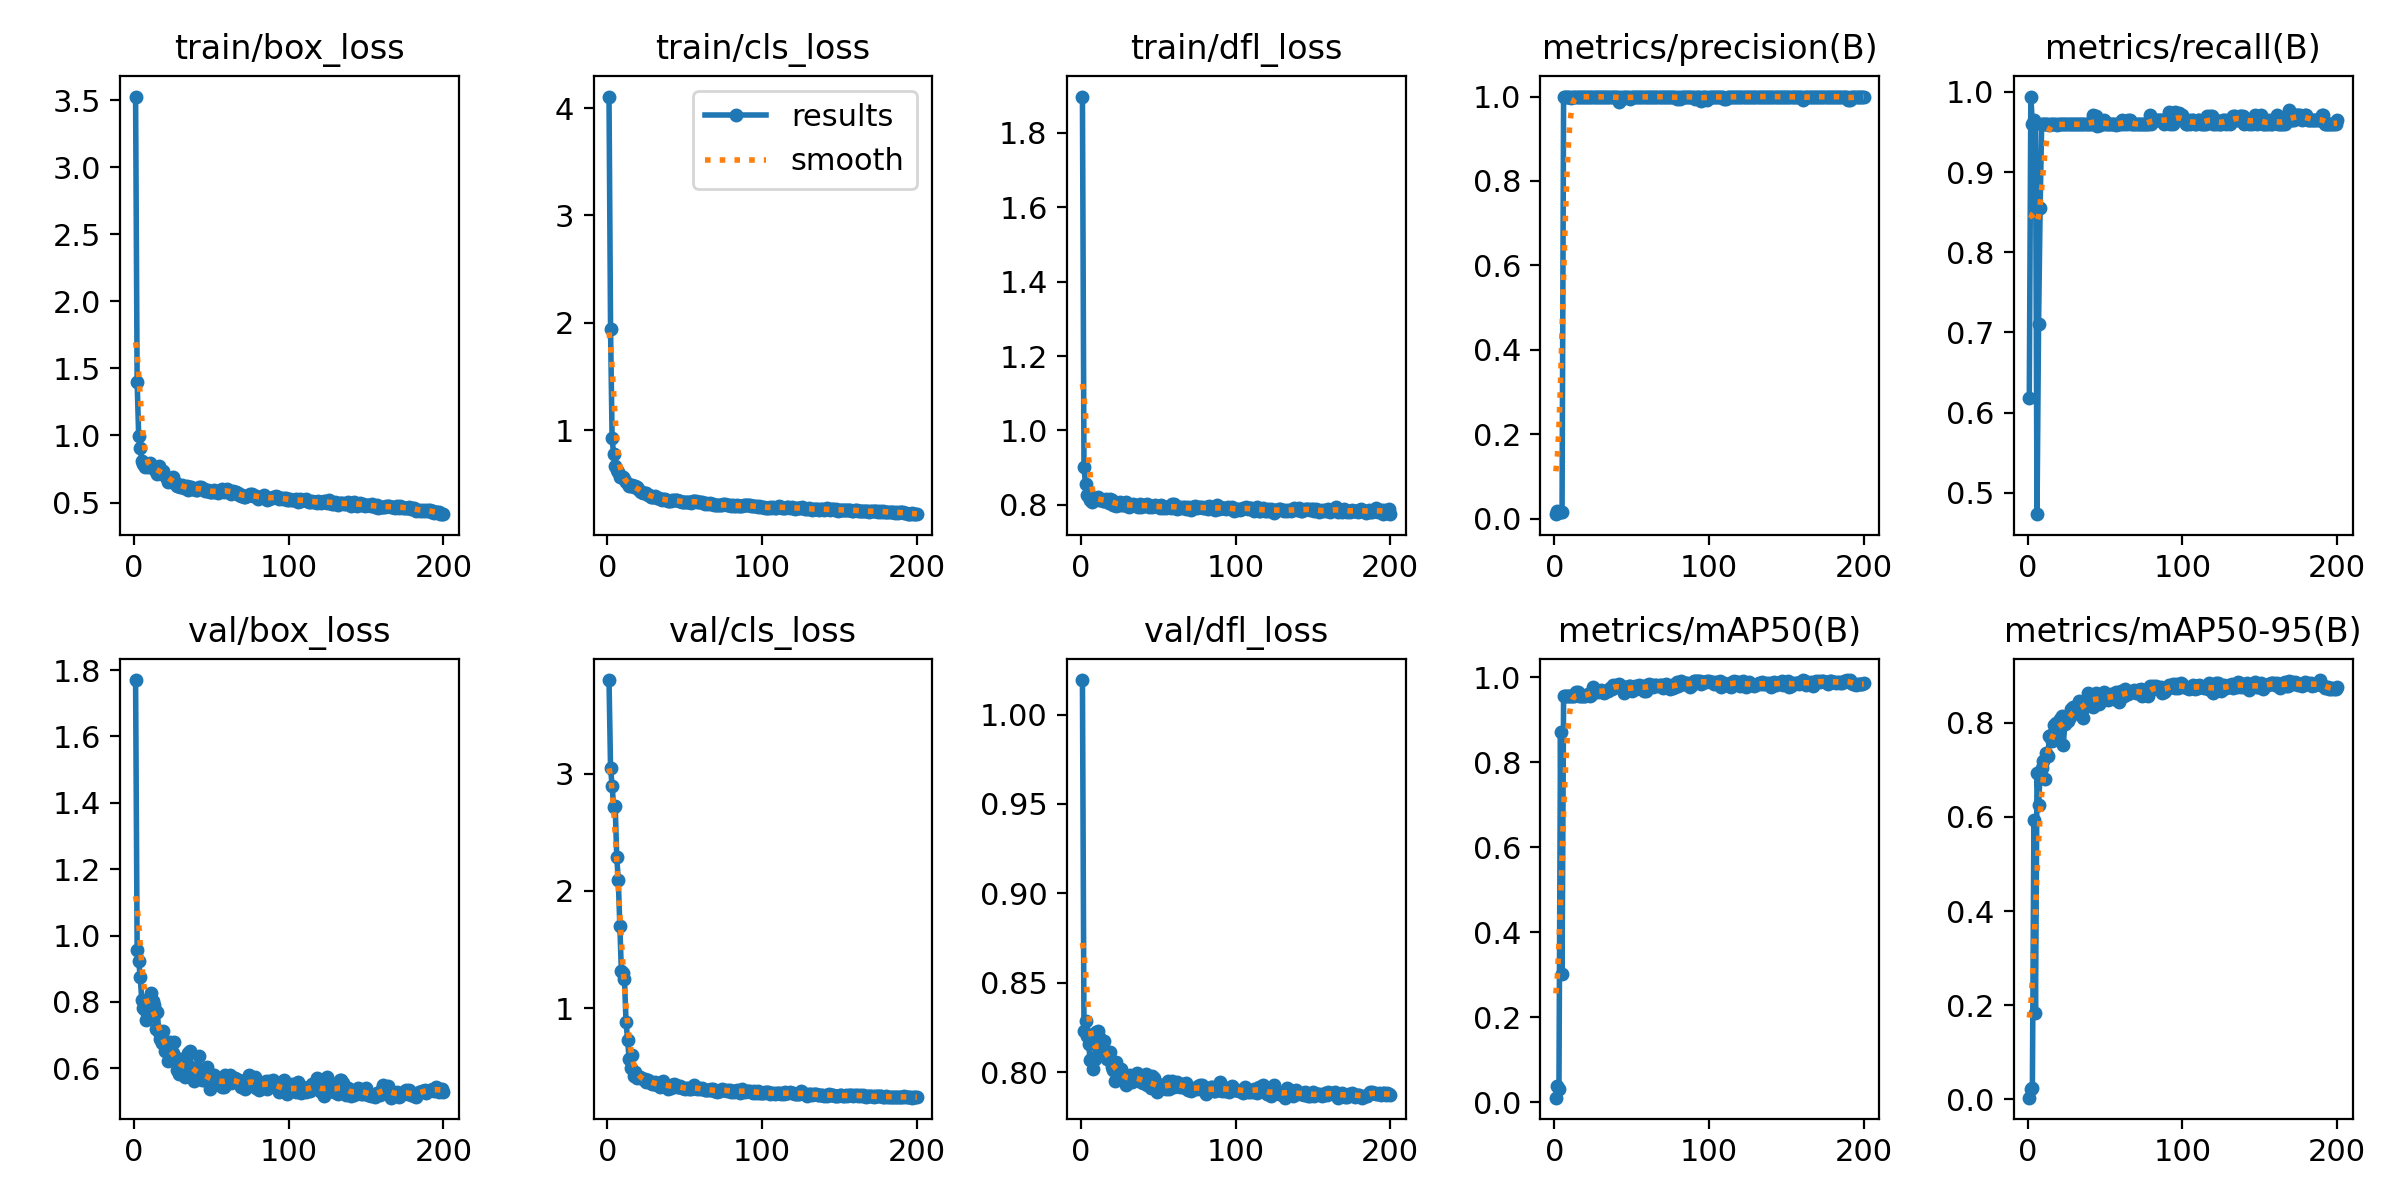 train/box_loss
3.5
3.0
2.5
2.0
1.5
1.0
0.5
0 100 200
train/cls_loss
results
smooth
4
3
2
1
0 100 200
train/dfl_loss
1.8
1.6
1.4
1.2
1.0
0.8
0 100 200
metrics/precision(B)
1.0
0.8
0.6
0.4
0.2
0.0
0 100 200
metrics/recall(B)
1.0
0.9
0.8
0.7
0.6
0.5
0 100 200
val/box_loss
1.8
1.6
1.4
1.2
1.0
0.8
0.6
0 100 200
val/cls_loss
3
2
1
0 100 200
val/dfl_loss
1.00
0.95
0.90
0.85
0.80
0 100 200
metrics/mAP50(B)
1.0
0.8
0.6
0.4
0.2
0.0
0 100 200
metrics/mAP50-95(B)
0.8
0.6
0.4
0.2
0.0
0 100 200